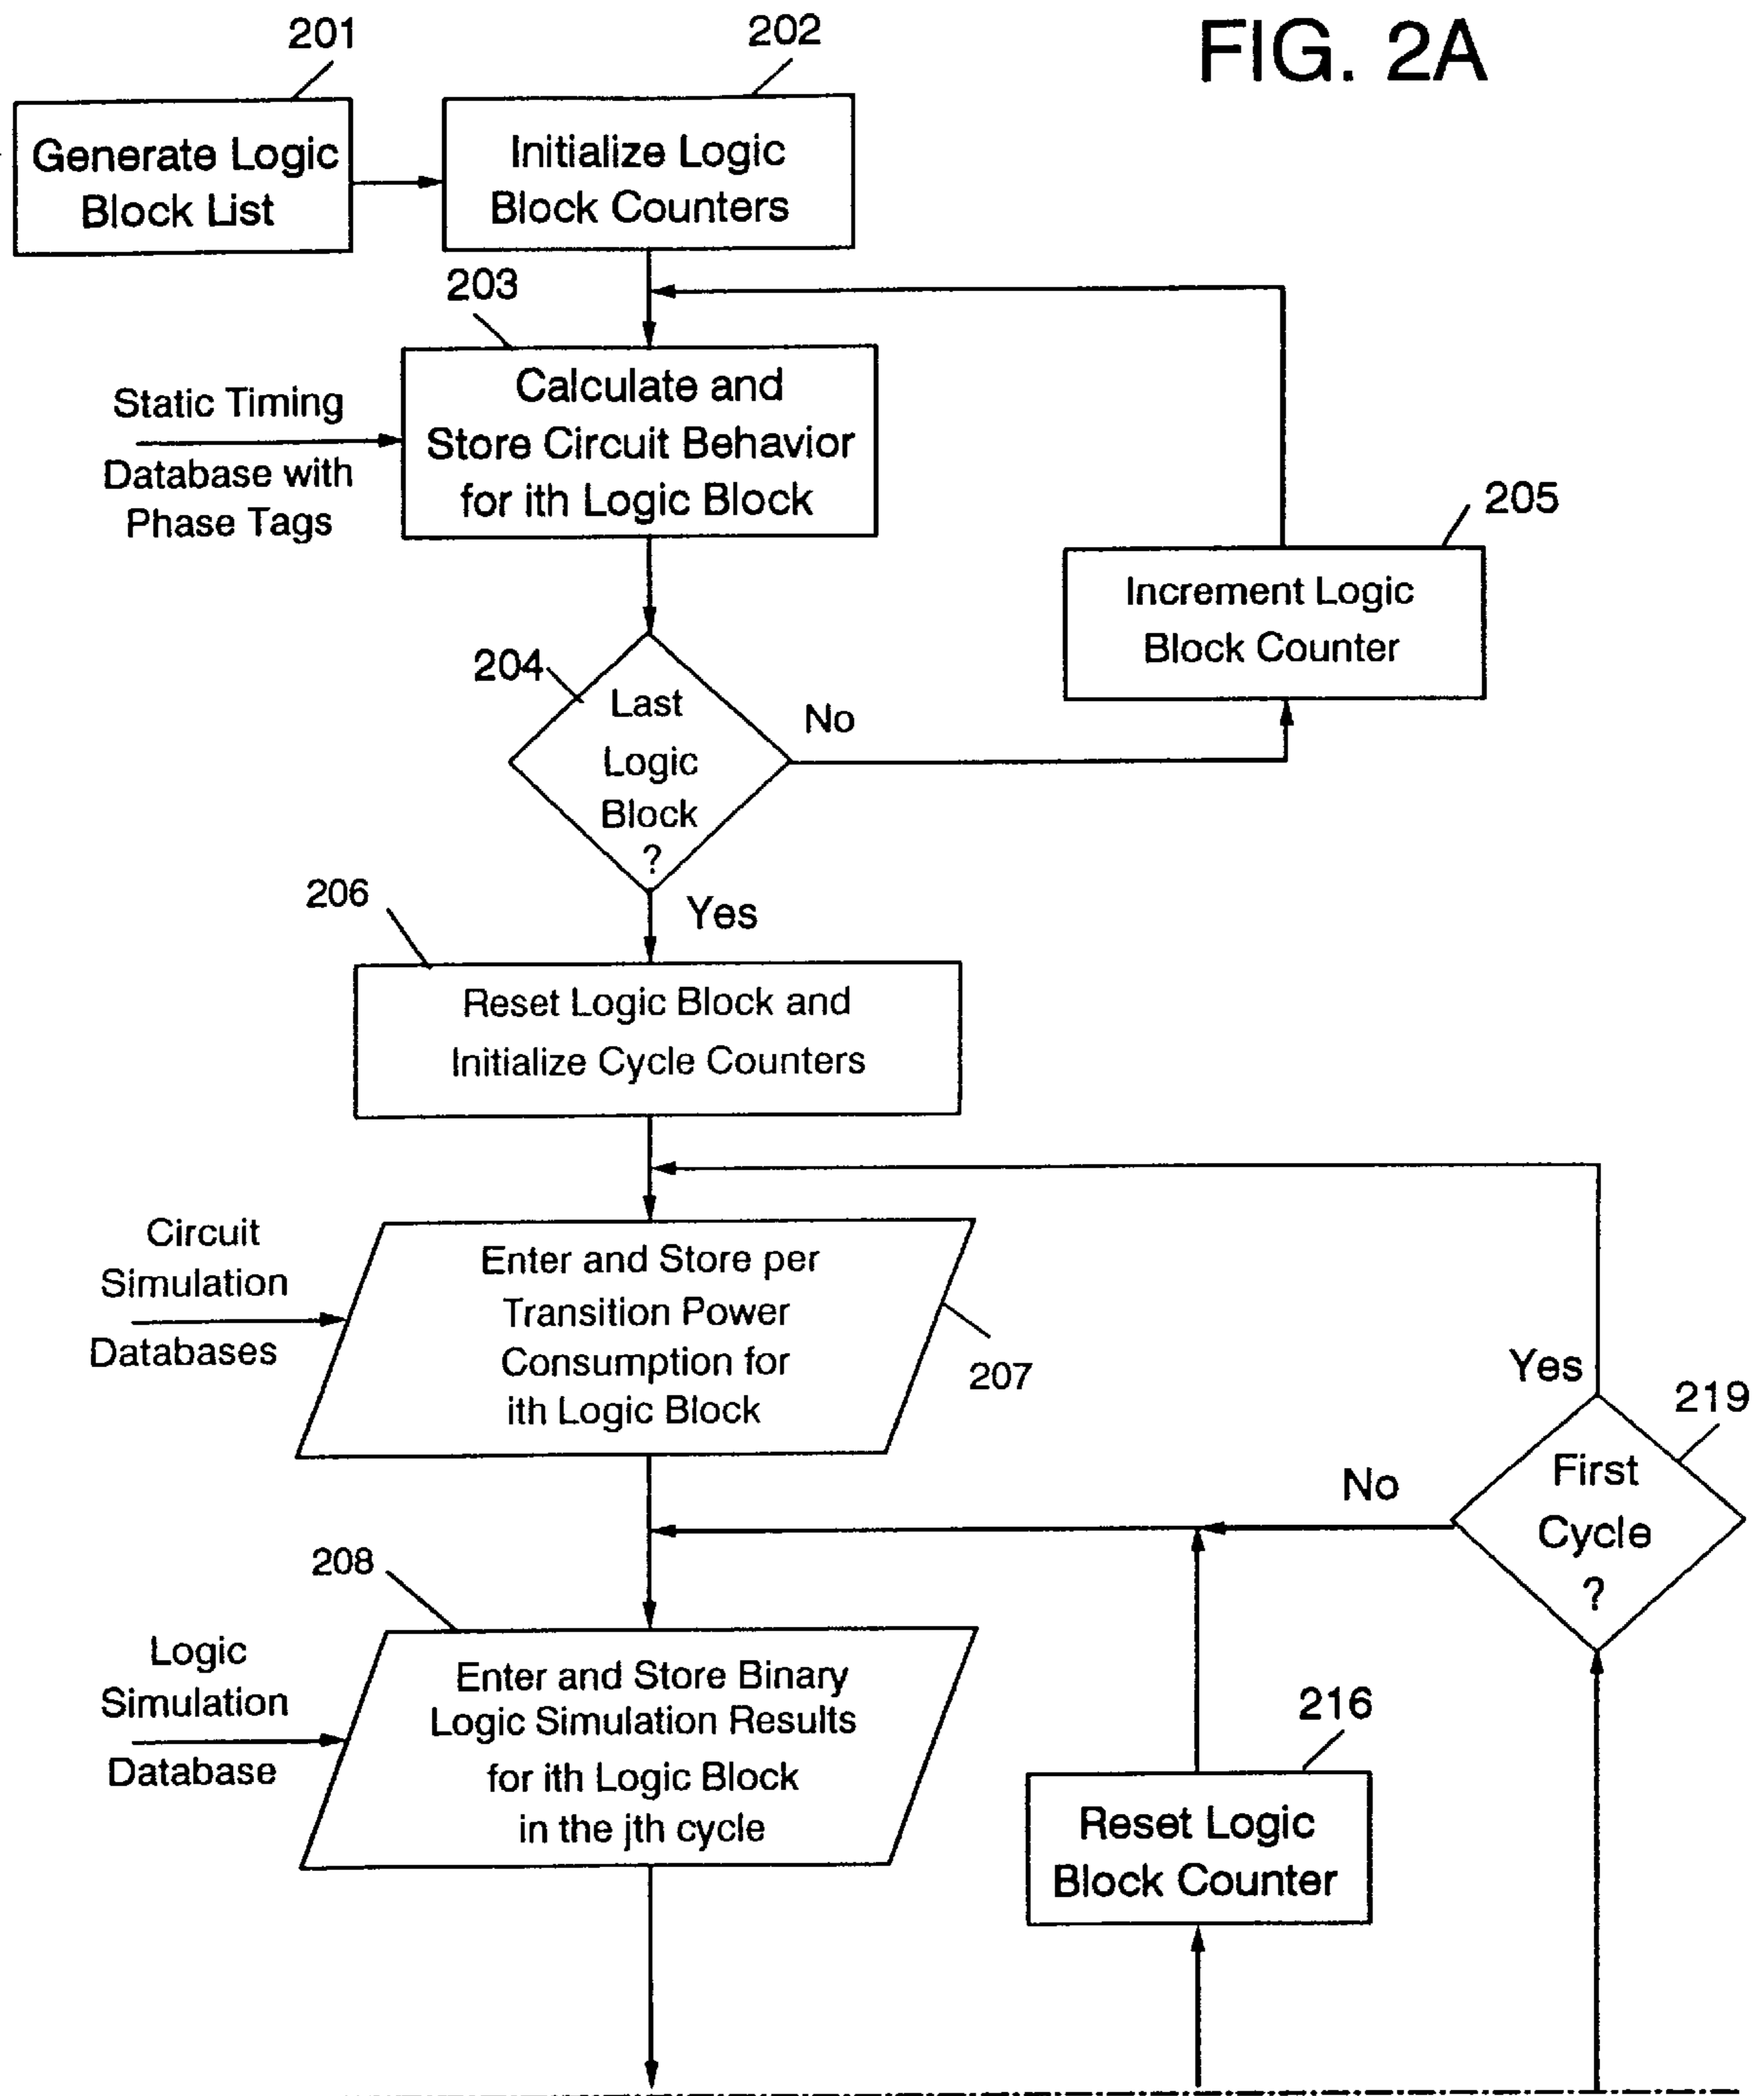 FIG. 2A
201
202
Generate Logic
Block List
Initialize Logic
Block Counters
203
Static Timing
Database with
Phase Tags
Calculate and
Store Circuit Behavior
for ith Logic Block
205
Increment Logic
Block Counter
204
Last
Logic
Block
?
No
Yes
206
Reset Logic Block and
Initialize Cycle Counters
Circuit
Simulation
Databases
Enter and Store per
Transition Power
Consumption for
ith Logic Block
207
Yes
219
First
Cycle
?
No
208
Logic
Simulation
Database
Enter and Store Binary
Logic Simulation Results
for ith Logic Block
in the jth cycle
216
Reset Logic
Block Counter